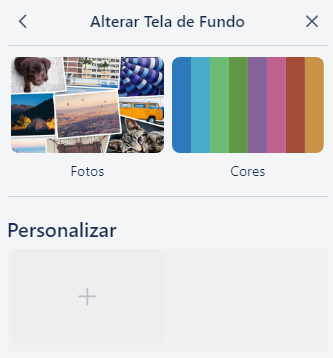 Alterar Tela de Fundo
Fotos
Cores
Personalizar